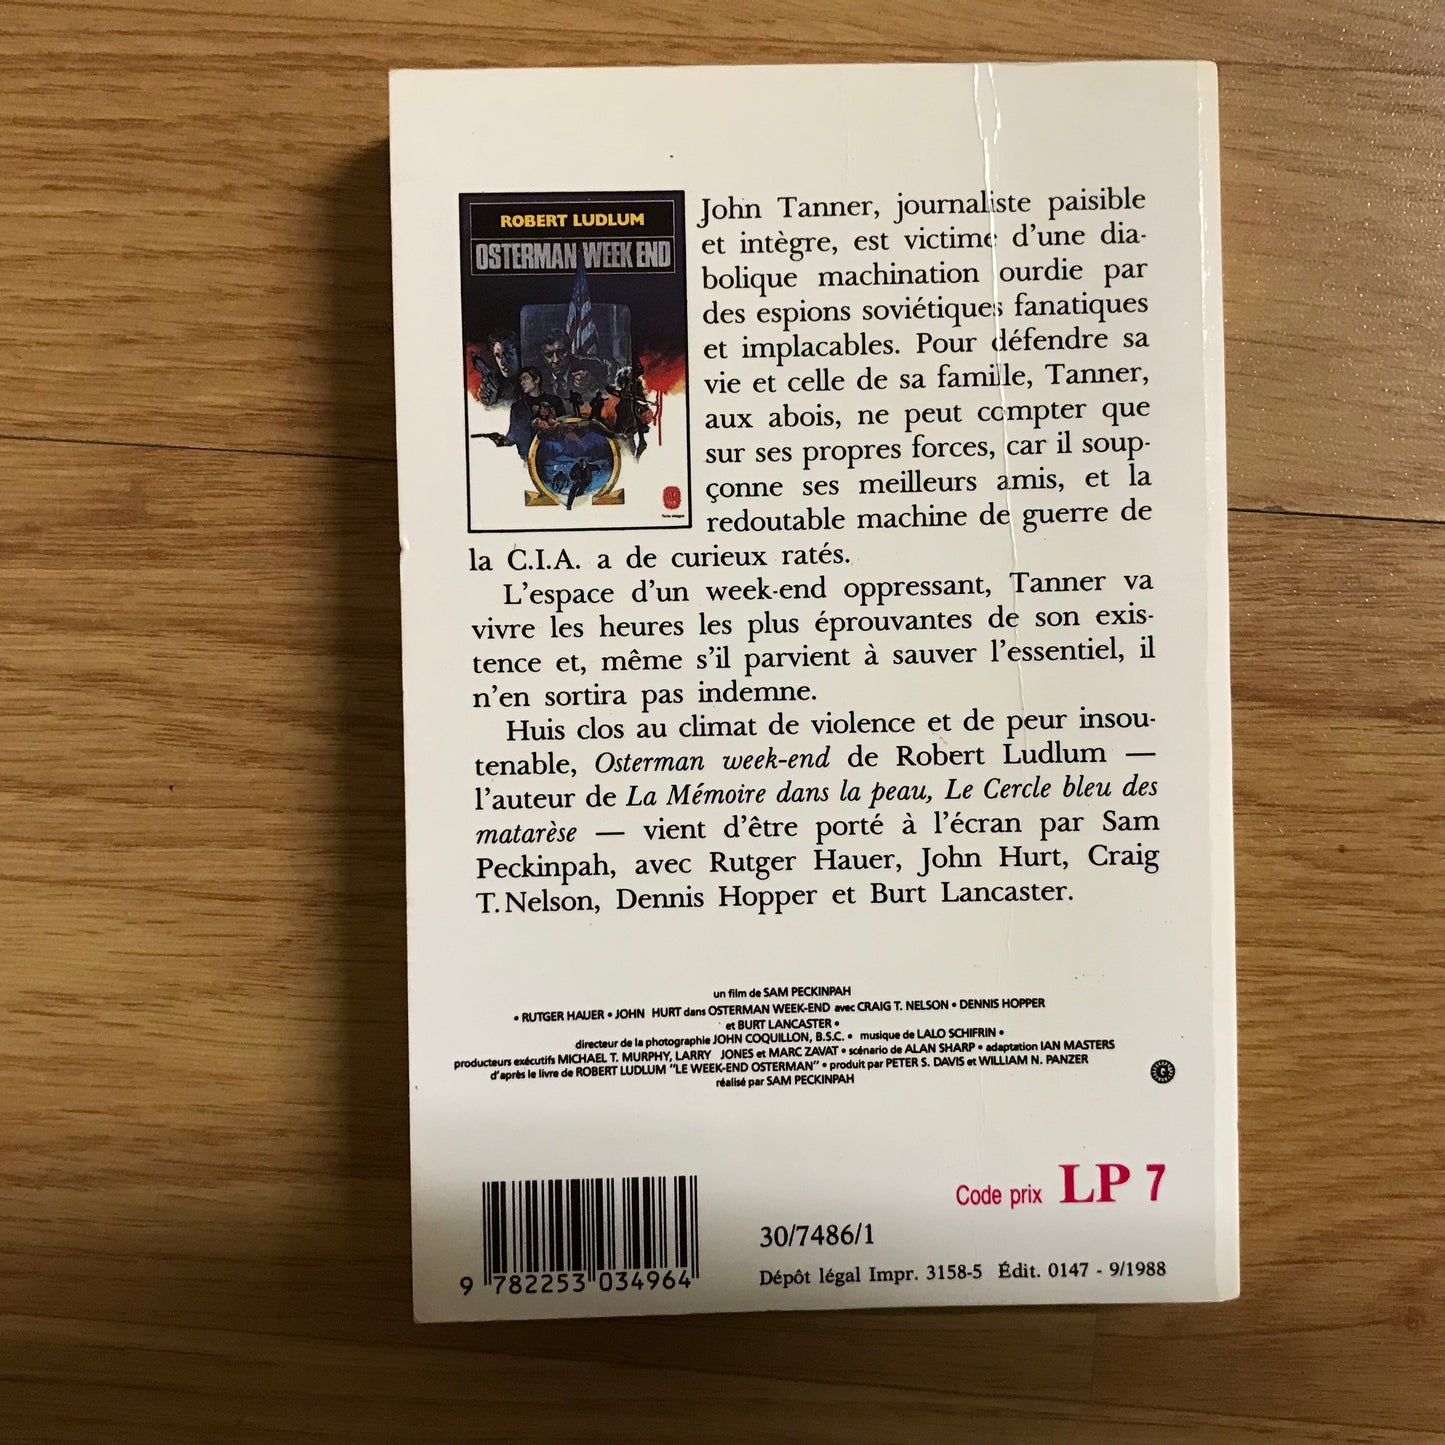 ROBERT LUDLUM
OSTERMAN WEEK END
Texte intégral
John Tanner, journaliste paisible
et intègre, est victime d'une dia-
bolique machination ourdie par
des espions soviétiques fanatiques
et implacables. Pour défendre sa
vie et celle de sa famille, Tanner,
aux abois, ne peut compter que
sur ses propres forces, car il soup-
çonne ses meilleurs amis, et la
redoutable machine de guerre de
la C.I.A. a de curieux ratés.
L'espace d'un week-end oppressant, Tanner va
vivre les heures les plus éprouvantes de son exis-
tence et, même s'il parvient à sauver l'essentiel, il
n'en sortira pas indemne.
Huis clos au climat de violence et de peur insou-
tenable, Osterman week-end de Robert Ludlum —
l'auteur de La Mémoire dans la peau, Le Cercle bleu des
matarèse — vient d'être porté à l'écran par Sam
Peckinpah, avec Rutger Hauer, John Hurt, Craig
T. Nelson, Dennis Hopper et Burt Lancaster.
un film de SAM PECKINPAH
• RUTGER HAUER • JOHN HURT dans OSTERMAN WEEK-END avec CRAIG T. NELSON • DENNIS HOPPER
et BURT LANCASTER •
directeur de la photographie JOHN COQUILLON, B.S.C. • musique de LALO SCHIFRIN •
producteurs exécutifs MICHAEL T. MURPHY, LARRY JONES et MARC ZAVAT • scénario de ALAN SHARP • adaptation IAN MASTERS
d'après le livre de ROBERT LUDLUM "LE WEEK-END OSTERMAN" • produit par PETER S. DAVIS et WILLIAM N. PANZER
réalisé par SAM PECKINPAH
G
Code prix LP 7
30/7486/1
9 782253 034964
Dépôt légal Impr. 3158-5 Édit. 0147 - 9/1988